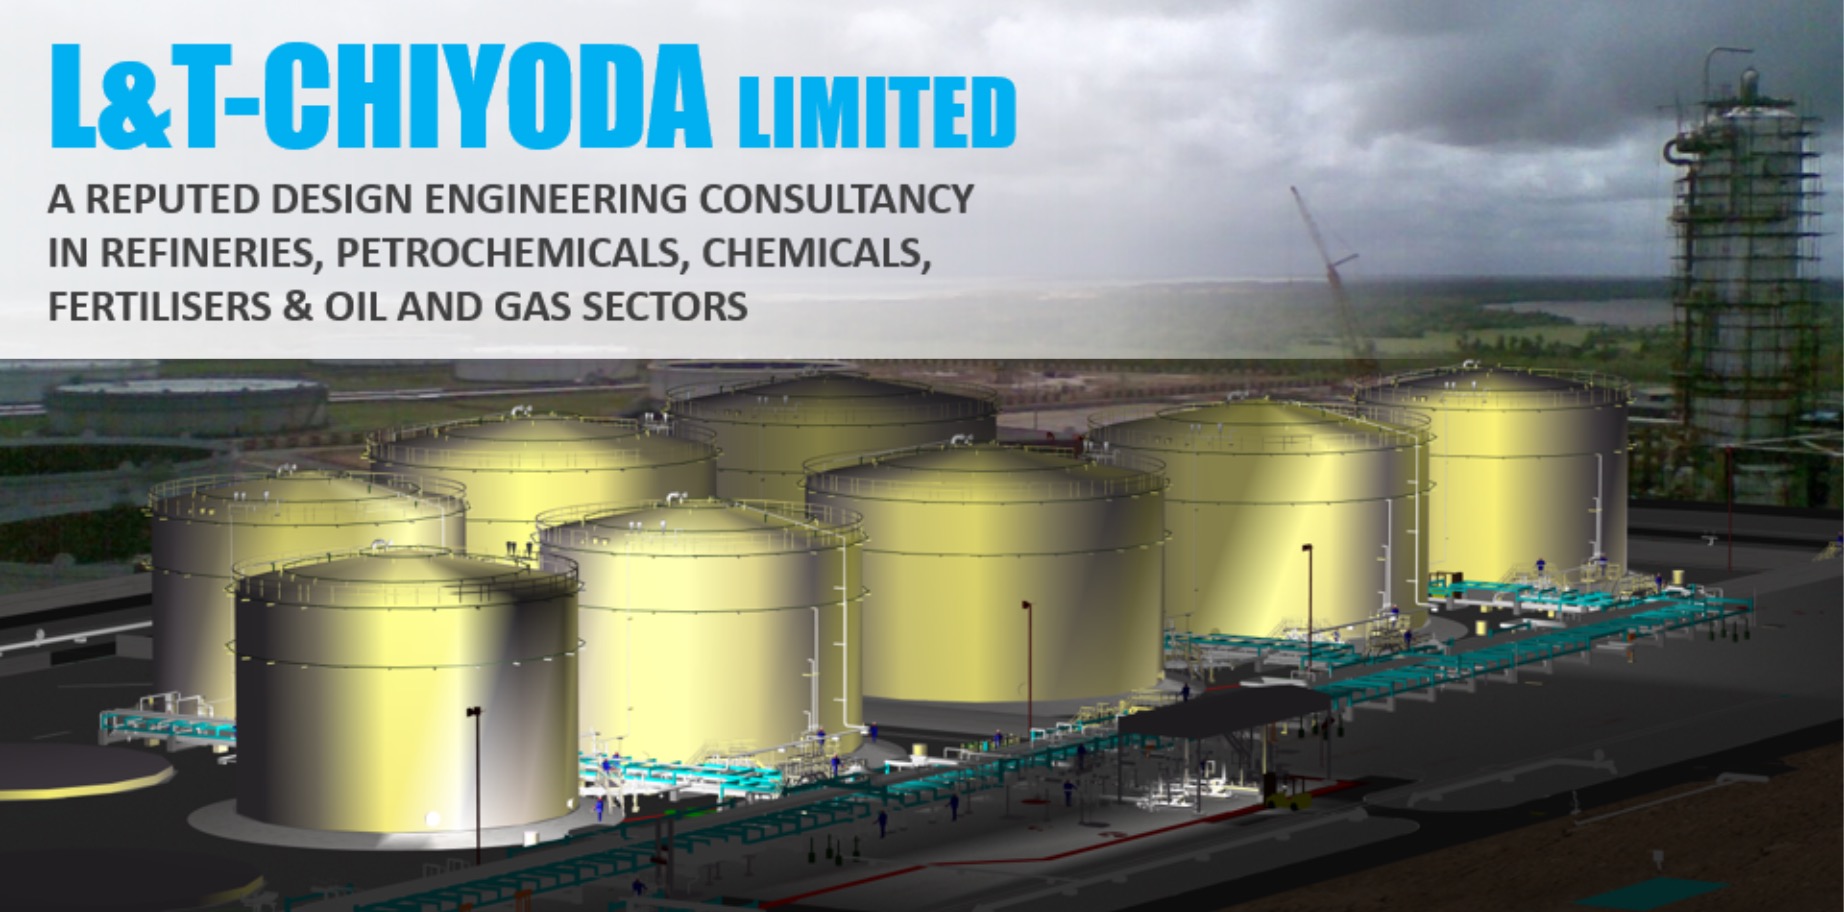 L&T-CHIYODA LIMITED
A REPUTED DESIGN ENGINEERING CONSULTANCY
IN REFINERIES, PETROCHEMICALS, CHEMICALS,
FERTILISERS & OIL AND GAS SECTORS